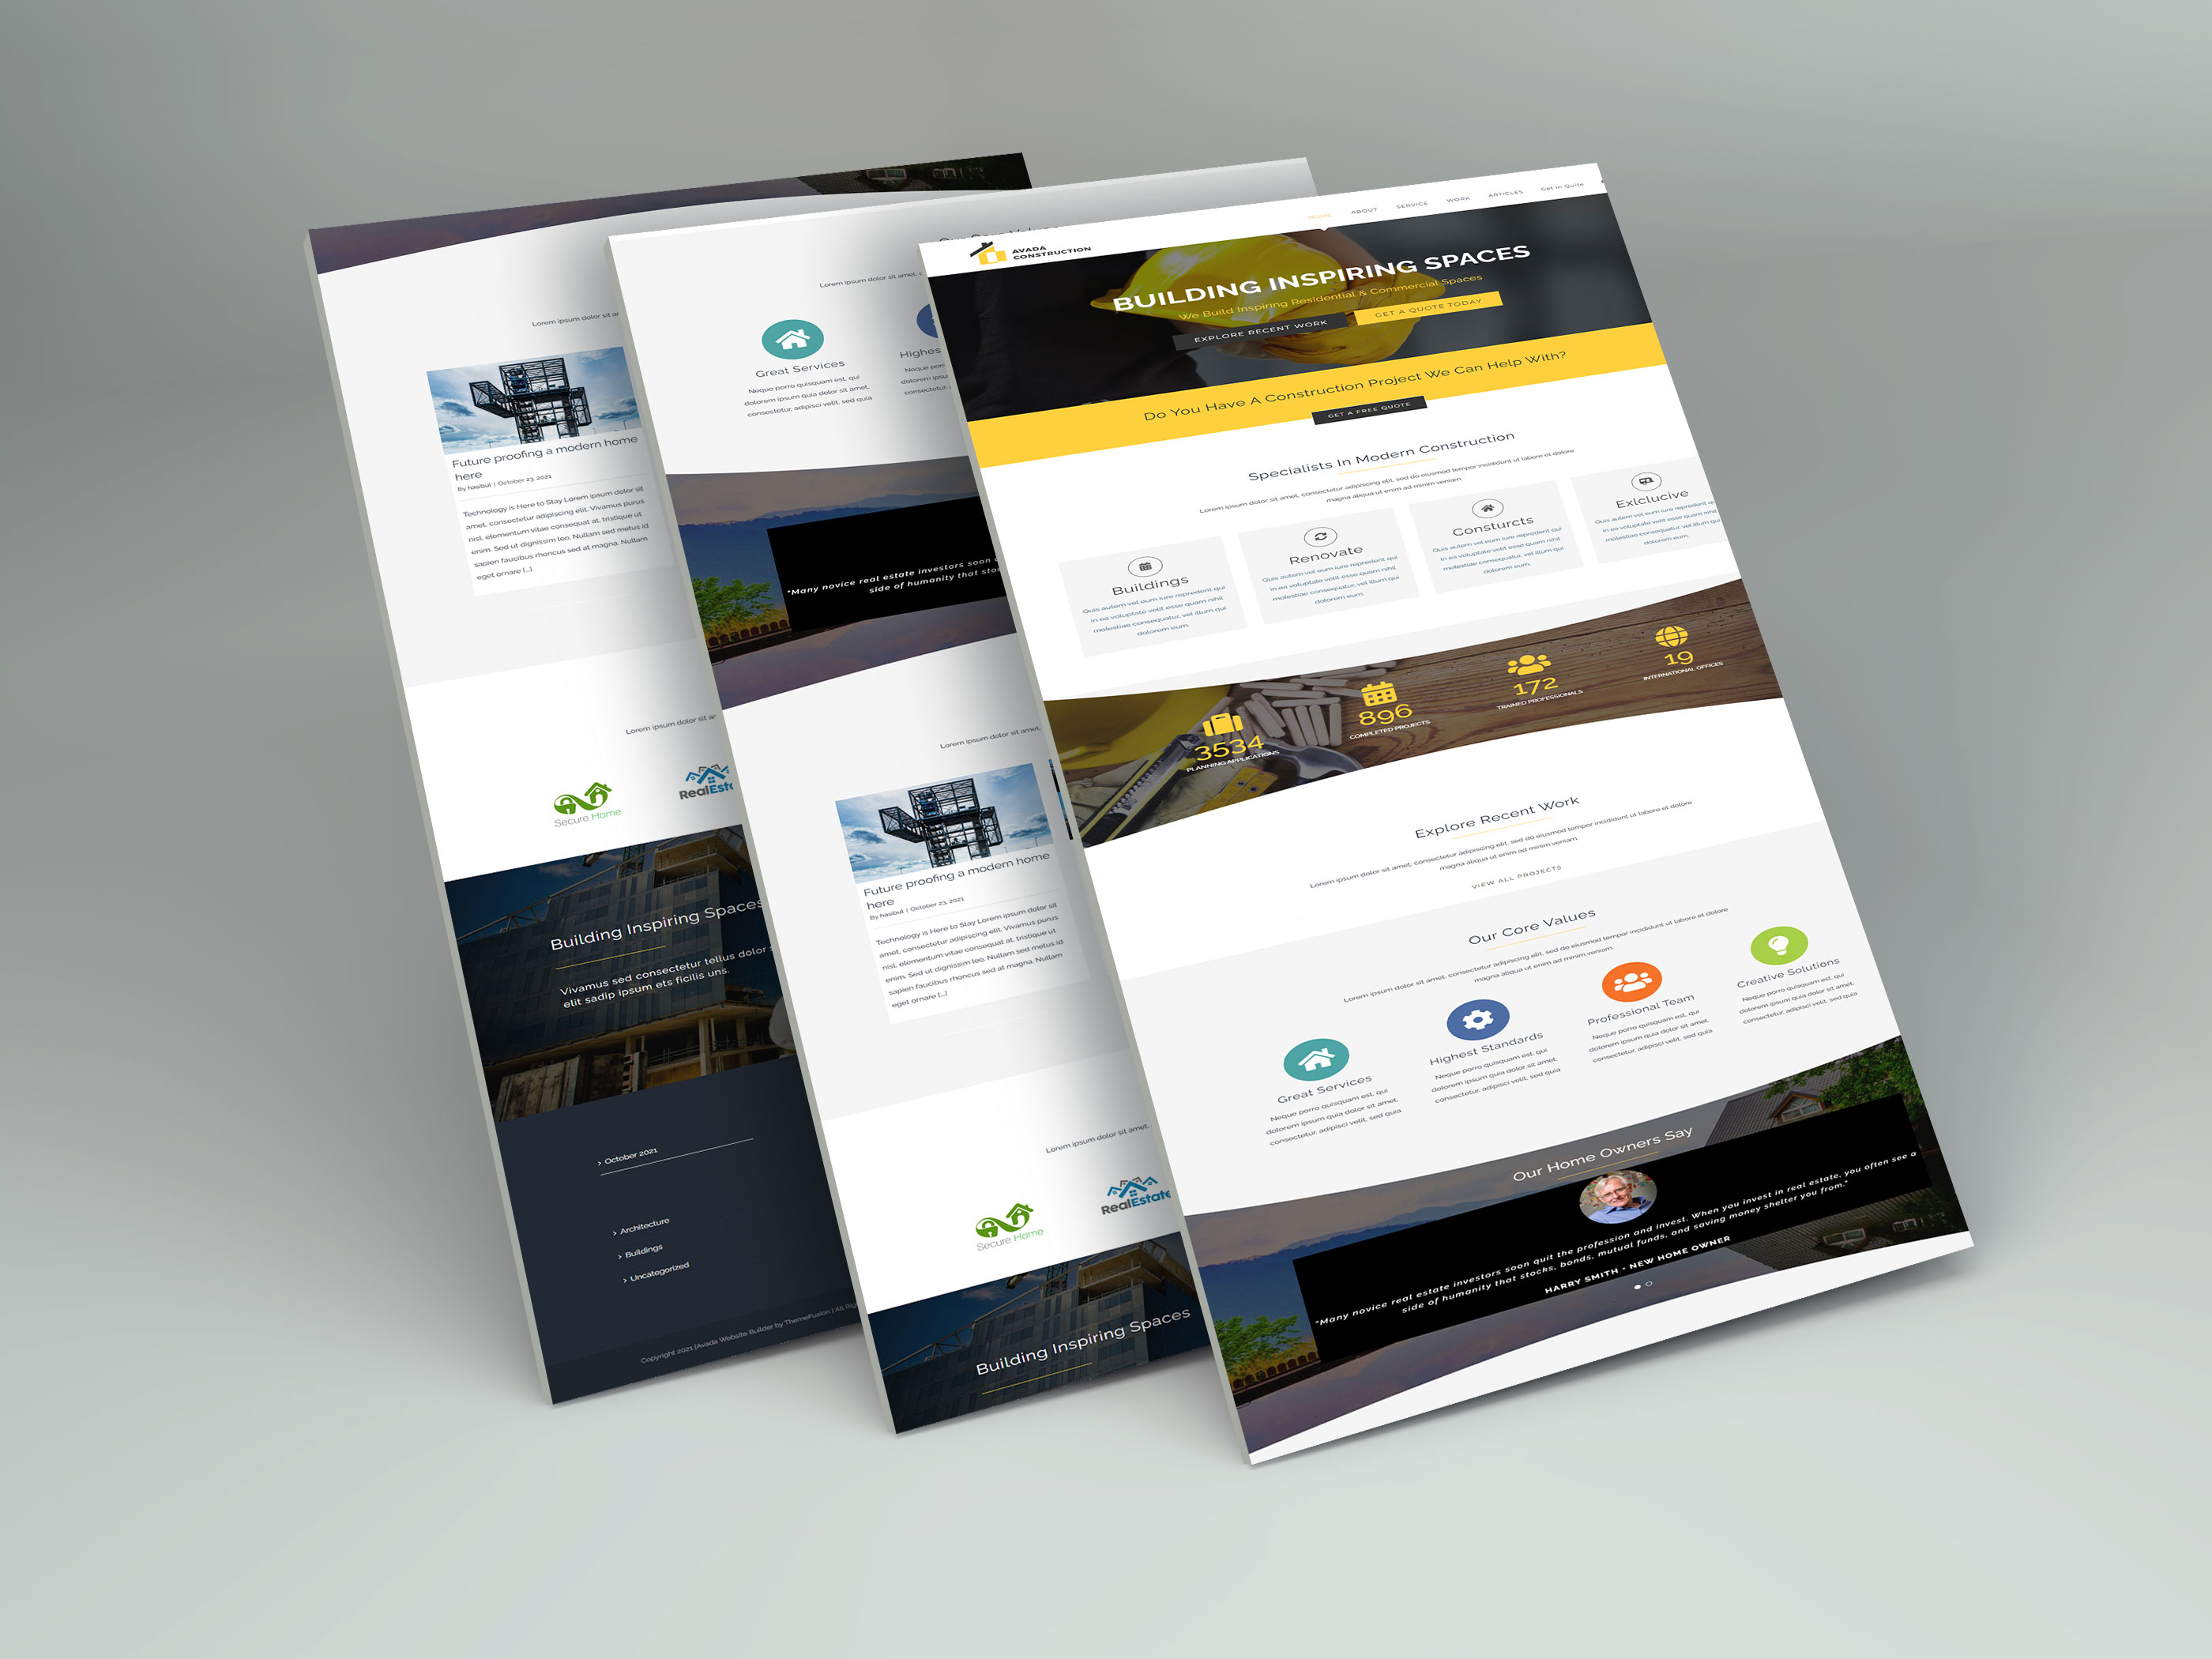 Lorem ipsum dolor sit
Future proofing a modern home
here
By hasibul | October 23, 2021
Technology is Here to Stay Lorem ipsum dolor sit
amet, consectetur adipiscing elit. Vivamus purus
nisl, elementum vitae consequat at, tristique ut
enim. Sed ut dignissim leo. Nullam sed metus id
sapien faucibus rhoncus sed at magna. Nullam
eget ornare [...]
Lorem ipsum dolor sit
Secure Home
RealEst
Building Inspiring Spaces
Vivamus sed consectetur tellus dolor
elit sadip ipsum ets ficilis uns.
> October 2021
> Architecture
> Buildings
> Uncategorized
Copyright 2021 |Avada Website Builder by ThemeFusion | All Rig
Lorem ipsum dolor sit amet,
Great Services
Neque porro quisquam est, qui
dolorem ipsum quia dolor sit amet,
consectetur, adipisci velit, sed quia
Highes
Neque porr
dolorem ipsu
consectetur,
"Many novice real estate investors soon
side of humanity that
Lorem ipsum dolor sit amet,
Future proofing a modern home
here
By hasibul | October 23, 2021
Technology is Here to Stay Lorem ipsum dolor sit
amet, consectetur adipiscing elit. Vivamus purus
nisl, elementum vitae consequat at, tristique ut
enim. Sed ut dignissim leo. Nullam sed metus id
sapien faucibus rhoncus sed at magna. Nullam
eget ornare [...]
Lorem ipsum dolor sit amet,
Secure Home
RealEstate
Building Inspiring Spaces
AVADA
CONSTRUCTION
HOME ABOUT SERVICE WORK ARTICLES Get in Quite
BUILDING INSPIRING SPACES
We Build Inspiring Residential & Commercial Spaces
EXPLORE RECENT WORK
GET A QUOTE TODAY
Do You Have A Construction Project We Can Help With?
GET A FREE QUOTE
Specialists In Modern Construction
Lorem ipsum dolor sit amet, consectetur adipiscing elit, sed do eiusmod tempor incididunt ut labore et dolore
magna aliqua ut enim ad minim veniam
Buildings
Quis autem vel eum iure reprederit qui
in ea voluptate velit esse quam nihil
molestiae consequatur, vel illum qui
dolorem eum.
Renovate
Quis autem vel eum iure reprederit qui
in ea voluptate velit esse quam nihil
molestiae consequatur, vel illum qui
dolorem eum.
Consturcts
Quis autem vel eum iure reprederit qui
in ea voluptate velit esse quam nihil
molestiae consequatur, vel illum qui
dolorem eum.
Exlclucive
Quis autem vel eum iure reprederit qu
in ea voluptate velit esse quam nihil
molestiae consequatur, vel illum qui
dolorem eum.
3534
PLANNING APPLICATIONS
896
COMPLETED PROJECTS
172
TRAINED PROFESSIONALS
19
INTERNATIONAL OFFICES
Explore Recent Work
Lorem ipsum dolor sit amet, consectetur adipiscing elit, sed do eiusmod tempor incididunt ut labore et dolore
magna aliqua ut enim ad minim veniam.
VIEW ALL PROJECTS
Our Core Values
Lorem ipsum dolor sit amet, consectetur adipiscing elit, sed do eiusmod tempor incididunt ut labore et dolore
magna aliqua ut enim ad minim veniam.
Great Services
Neque porro quisquam est, qui
dolorem ipsum quia dolor sit amet,
consectetur, adipisci velit, sed quia
Highest Standards
Neque porro quisquam est, qui
dolorem ipsum quia dolor sit amet,
consectetur, adipisci velit, sed quia
Professional Team
Neque porro quisquam est, qui
dolorem ipsum quia dolor sit amet,
consectetur, adipisci velit, sed quia
Creative Solutions
Neque porro quisquam est, qui
dolorem ipsum quia dolor sit amet,
consectetur, adipisci velit, sed quia
Our Home Owners Say
"Many novice real estate investors soon quit the profession and invest. When you invest in real estate, you often see a
side of humanity that stocks, bonds, mutual funds, and saving money shelter you from."
HARRY SMITH - NEW HOME OWNER